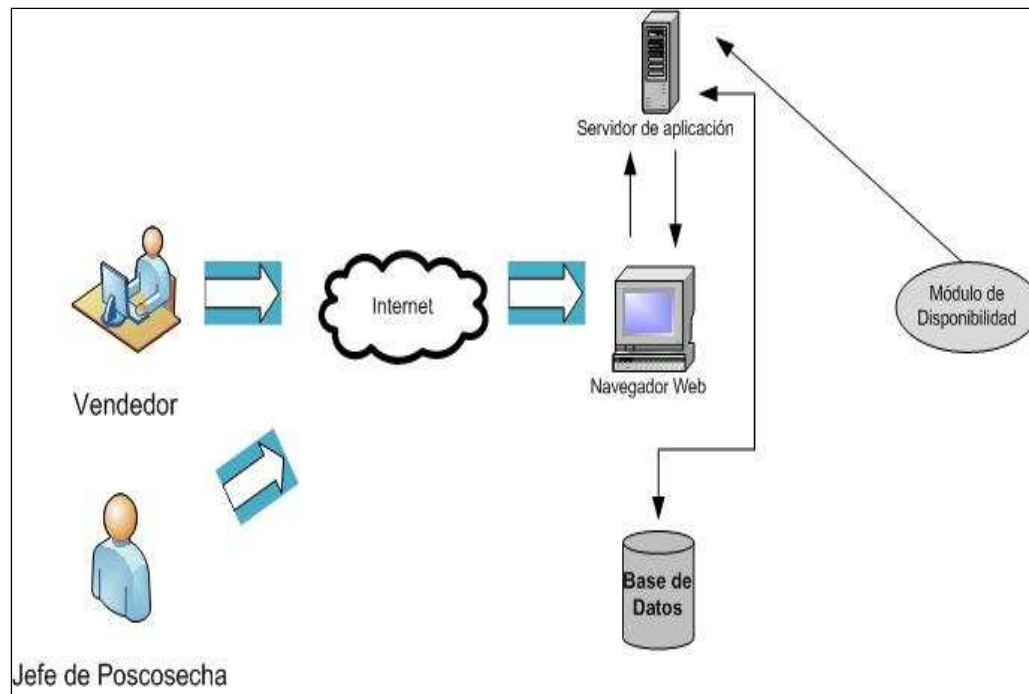 Servidor de aplicación
Internet
Módulo de
Disponibilidad
Navegador Web
Vendedor
Base de
Datos
Jefe de Poscosecha